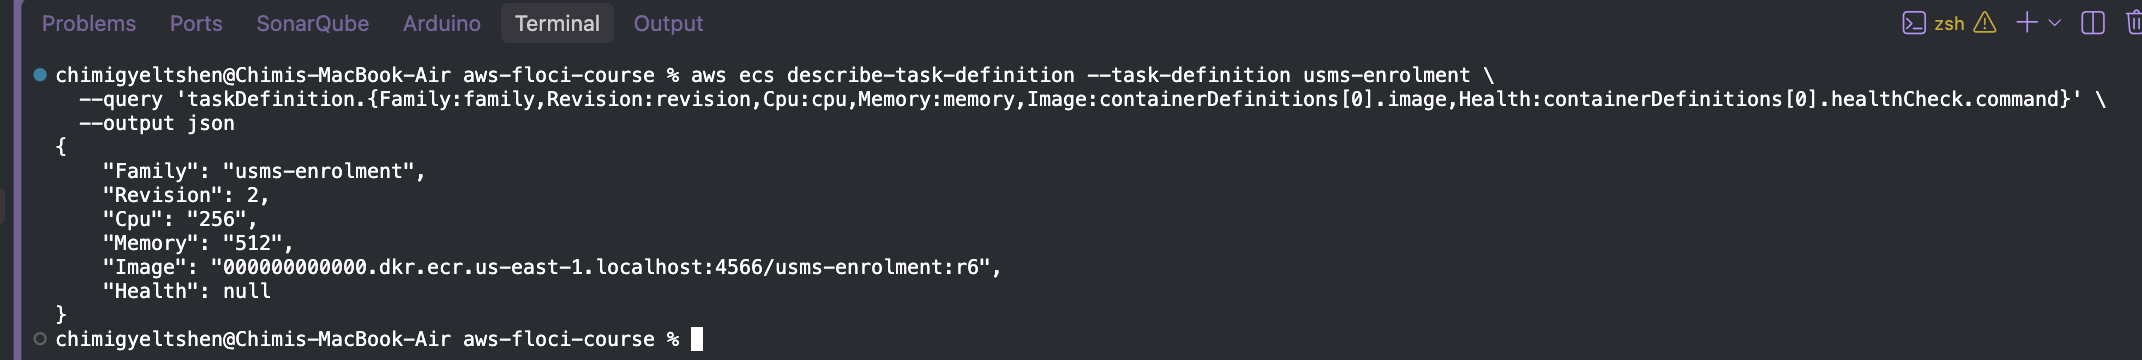 Problems Ports SonarQube Arduino Terminal Output zsh
chimigyeltshen@Chimis-MacBook-Air aws-floci-course % aws ecs describe-task-definition --task-definition usms-enrolment \
  --query 'taskDefinition.{Family:family,Revision:revision,Cpu:cpu,Memory:memory,Image:containerDefinitions[0].image,Health:containerDefinitions[0].healthCheck.command}' \
  --output json
{
    "Family": "usms-enrolment",
    "Revision": 2,
    "Cpu": "256",
    "Memory": "512",
    "Image": "000000000000.dkr.ecr.us-east-1.localhost:4566/usms-enrolment:r6",
    "Health": null
}
chimigyeltshen@Chimis-MacBook-Air aws-floci-course %